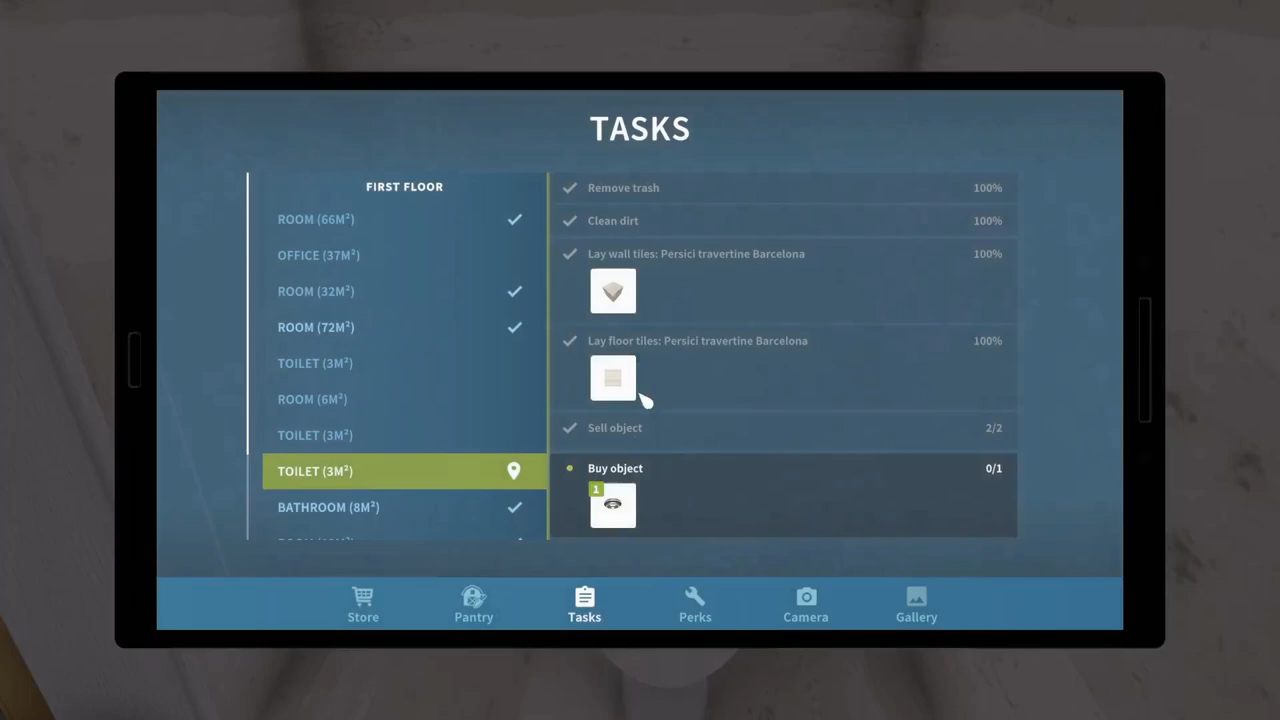 TASKS
FIRST FLOOR
ROOM (66M²)
OFFICE (37M²)
ROOM (32M²)
ROOM (72M²)
TOILET (3M²)
ROOM (6M²)
TOILET (3M²)
TOILET (3M²)
BATHROOM (8M²)
Remove trash 100%
Clean dirt 100%
Lay wall tiles: Persici travertine Barcelona 100%
Lay floor tiles: Persici travertine Barcelona 100%
Sell object 2/2
Buy object 0/1
1
Store Pantry Tasks Perks Camera Gallery